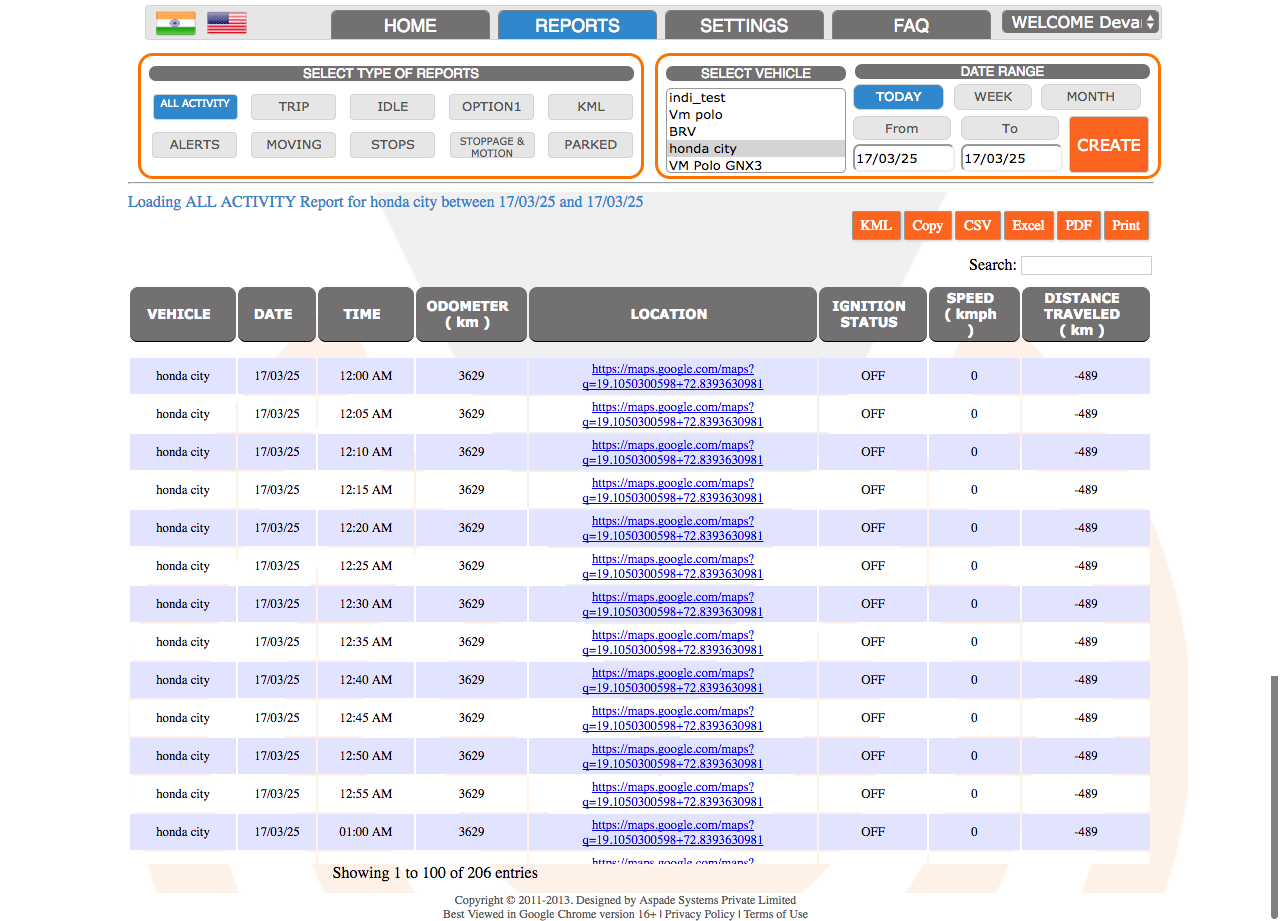 HOME REPORTS SETTINGS FAQ WELCOME Deva
SELECT TYPE OF REPORTS
ALL ACTIVITY TRIP IDLE OPTION1 KML
ALERTS MOVING STOPS STOPPAGE & MOTION PARKED
SELECT VEHICLE
indi_test
Vm polo
BRV
honda city
VM Polo GNX3
DATE RANGE
TODAY WEEK MONTH
From To
17/03/25 17/03/25
CREATE
Loading ALL ACTIVITY Report for honda city between 17/03/25 and 17/03/25
KML Copy CSV Excel PDF Print
Search:
VEHICLE DATE TIME ODOMETER ( km ) LOCATION IGNITION STATUS SPEED ( kmph ) DISTANCE TRAVELED ( km )
honda city 17/03/25 12:00 AM 3629 https://maps.google.com/maps?q=19.1050300598+72.8393630981 OFF 0 -489
honda city 17/03/25 12:05 AM 3629 https://maps.google.com/maps?q=19.1050300598+72.8393630981 OFF 0 -489
honda city 17/03/25 12:10 AM 3629 https://maps.google.com/maps?q=19.1050300598+72.8393630981 OFF 0 -489
honda city 17/03/25 12:15 AM 3629 https://maps.google.com/maps?q=19.1050300598+72.8393630981 OFF 0 -489
honda city 17/03/25 12:20 AM 3629 https://maps.google.com/maps?q=19.1050300598+72.8393630981 OFF 0 -489
honda city 17/03/25 12:25 AM 3629 https://maps.google.com/maps?q=19.1050300598+72.8393630981 OFF 0 -489
honda city 17/03/25 12:30 AM 3629 https://maps.google.com/maps?q=19.1050300598+72.8393630981 OFF 0 -489
honda city 17/03/25 12:35 AM 3629 https://maps.google.com/maps?q=19.1050300598+72.8393630981 OFF 0 -489
honda city 17/03/25 12:40 AM 3629 https://maps.google.com/maps?q=19.1050300598+72.8393630981 OFF 0 -489
honda city 17/03/25 12:45 AM 3629 https://maps.google.com/maps?q=19.1050300598+72.8393630981 OFF 0 -489
honda city 17/03/25 12:50 AM 3629 https://maps.google.com/maps?q=19.1050300598+72.8393630981 OFF 0 -489
honda city 17/03/25 12:55 AM 3629 https://maps.google.com/maps?q=19.1050300598+72.8393630981 OFF 0 -489
honda city 17/03/25 01:00 AM 3629 https://maps.google.com/maps?q=19.1050300598+72.8393630981 OFF 0 -489
https://maps.google.com/maps?
Showing 1 to 100 of 206 entries
Copyright © 2011-2013. Designed by Aspade Systems Private Limited
Best Viewed in Google Chrome version 16+ | Privacy Policy | Terms of Use